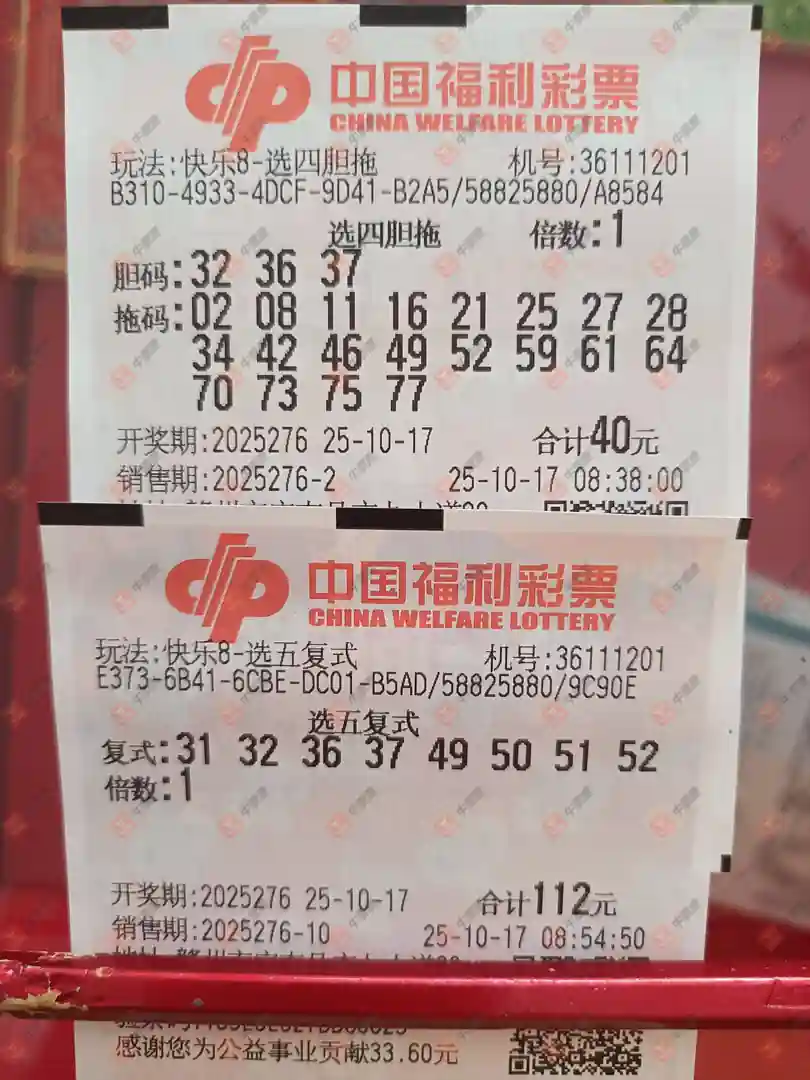 中国福利彩票
CHINA WELFARE LOTTERY
玩法:快乐8-选四胆拖 机号:36111201
B310-4933-4DCF-9D41-B2A5/58825880/A8584
选四胆拖 倍数:1
胆码:32 36 37
拖码:02 08 11 16 21 25 27 28
34 42 46 49 52 59 61 64
70 73 75 77
开奖期:2025276 25-10-17 合计40元
销售期:2025276-2 25-10-17 08:38:00
中国福利彩票
CHINA WELFARE LOTTERY
玩法:快乐8-选五复式 机号:36111201
E373-6B41-6CBE-DC01-B5AD/58825880/9C90E
选五复式
复式:31 32 36 37 49 50 51 52
倍数:1
开奖期:2025276 25-10-17 合计112元
销售期:2025276-10 25-10-17 08:54:50
感谢您为公益事业贡献33.60元